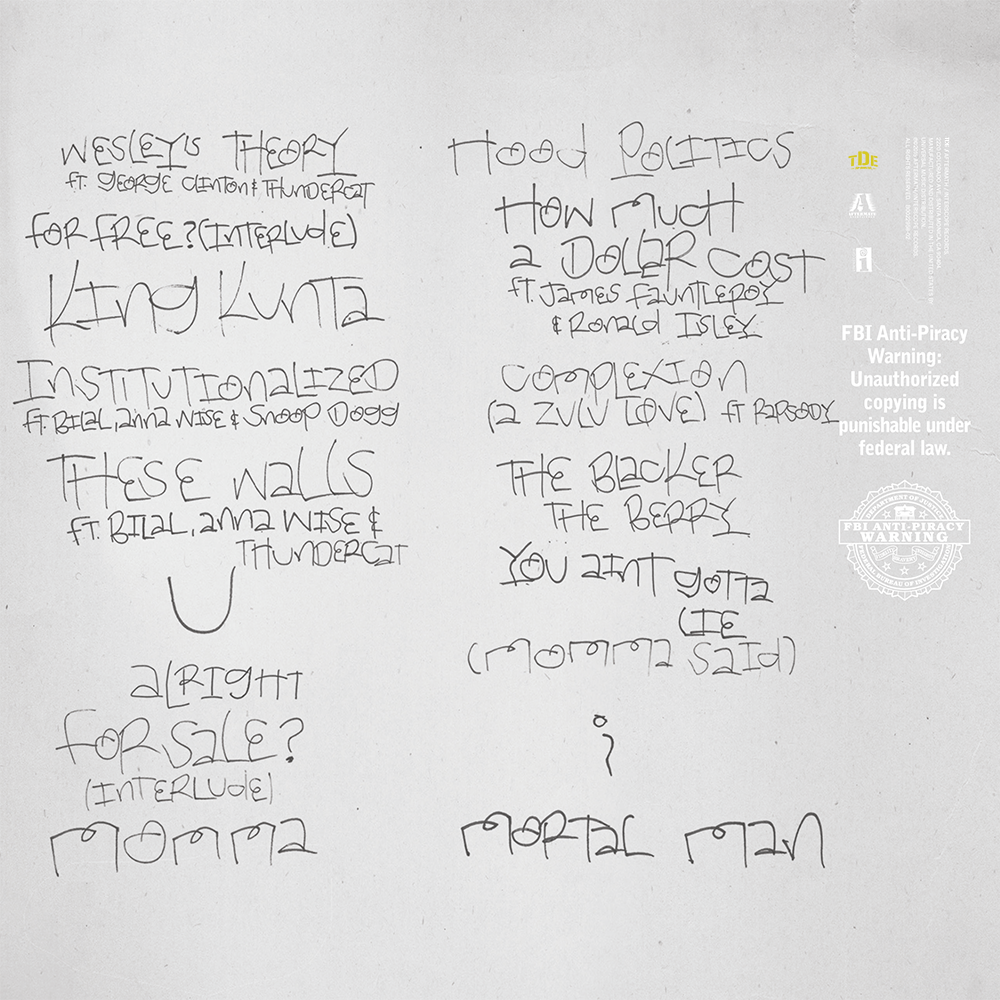 WESLEY'S THEORY
FT. GEORGE CLINTON & THUNDERCAT
FOR FREE? (INTERLUDE)
KING KUNTA
INSTITUTIONALIZED
FT. BILAL, ANNA WISE & SNOOP DOGG
THESE WALLS
FT. BILAL, ANNA WISE &
THUNDERCAT
U
ALRIGHT
FOR SALE?
(INTERLUDE)
MOMMA
HOOD POLITICS
HOW MUCH
A DOLLAR COST
FT. JAMES FAUNTLEROY
& RONALD ISLEY
COMPLEXION
(A ZULU LOVE) FT RAPSODY
THE BLACKER
THE BERRY
YOU AINT GOTTA
LIE
(MOMMA SAID)
i
MORTAL MAN
TDE
FBI Anti-Piracy
Warning:
Unauthorized
copying is
punishable under
federal law.
DEPARTMENT OF JUSTICE
FBI ANTI-PIRACY
WARNING
FEDERAL BUREAU OF INVESTIGATION